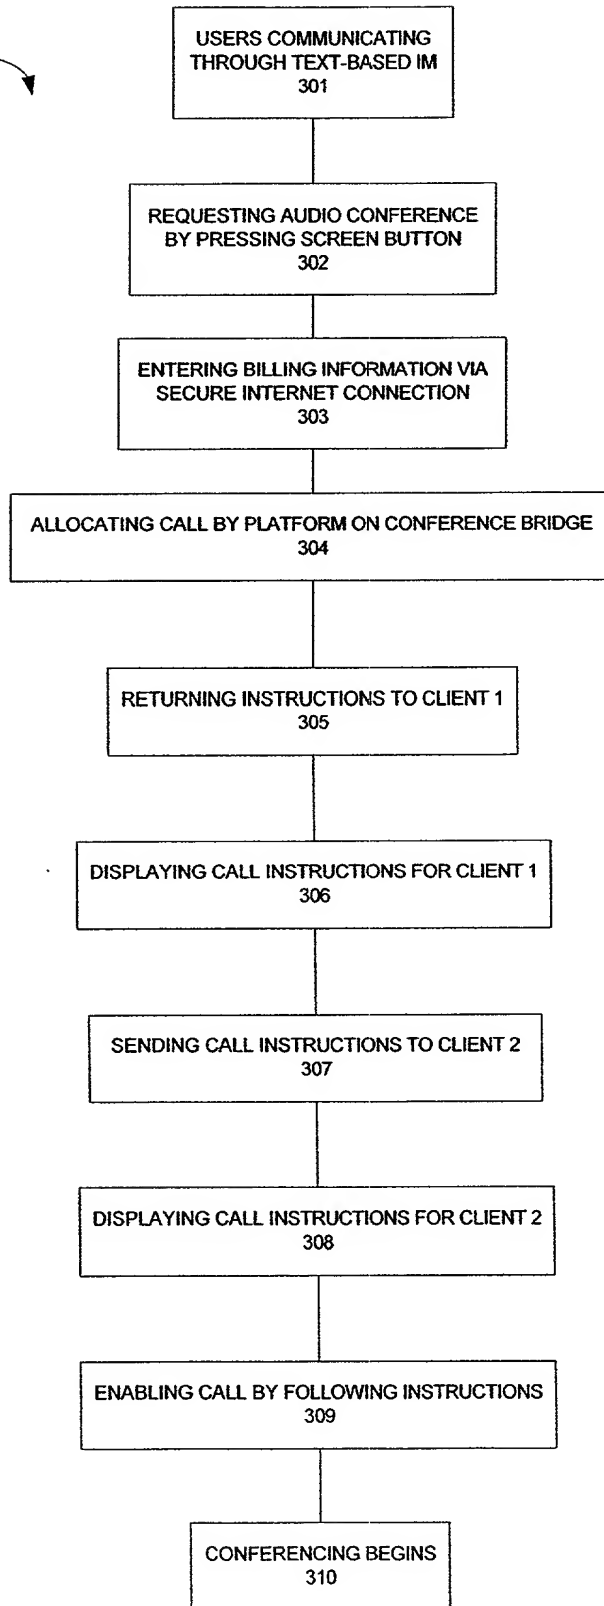 USERS COMMUNICATING
THROUGH TEXT-BASED IM
301
REQUESTING AUDIO CONFERENCE
BY PRESSING SCREEN BUTTON
302
ENTERING BILLING INFORMATION VIA
SECURE INTERNET CONNECTION
303
ALLOCATING CALL BY PLATFORM ON CONFERENCE BRIDGE
304
RETURNING INSTRUCTIONS TO CLIENT 1
305
DISPLAYING CALL INSTRUCTIONS FOR CLIENT 1
306
SENDING CALL INSTRUCTIONS TO CLIENT 2
307
DISPLAYING CALL INSTRUCTIONS FOR CLIENT 2
308
ENABLING CALL BY FOLLOWING INSTRUCTIONS
309
CONFERENCING BEGINS
310